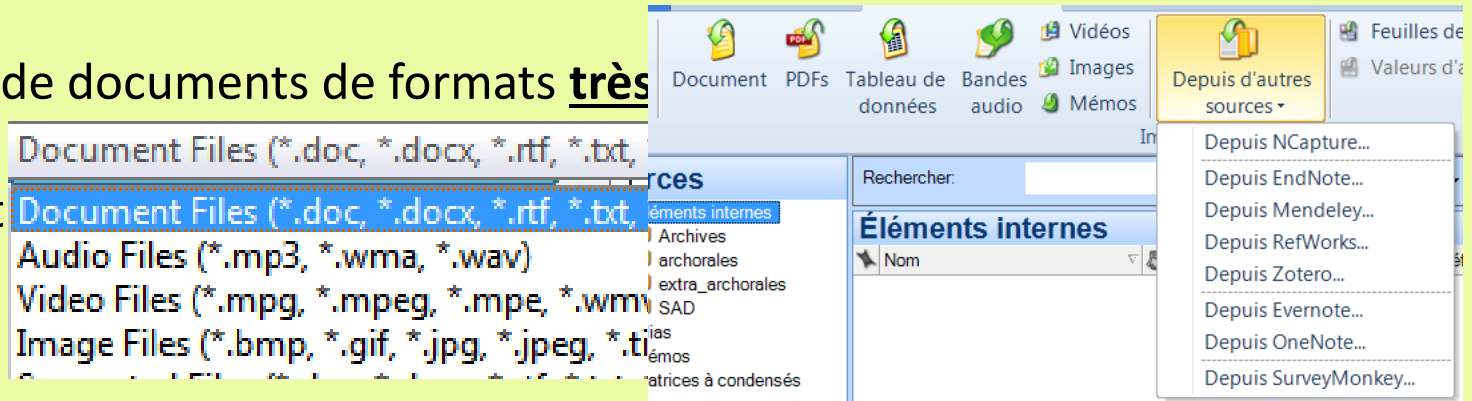 de documents de formats très
Document Files (*.doc, *.docx, *.rtf, *.txt,
Document Files (*.doc, *.docx, *.rtf, *.txt,
Audio Files (*.mp3, *.wma, *.wav)
Video Files (*.mpg, *.mpeg, *.mpe, *.wmv
Image Files (*.bmp, *.gif, *.jpg, *.jpeg, *.ti
Document
PDFs
Tableau de
données
Bandes
audio
Vidéos
Images
Mémos
Depuis d'autres
sources
Feuilles de
Valeurs d'a
Im
Depuis NCapture...
Depuis EndNote...
Depuis Mendeley...
Depuis RefWorks...
Depuis Zotero...
Depuis Evernote...
Depuis OneNote...
Depuis SurveyMonkey...
rces
éments internes
Archives
archorales
extra_archorales
SAD
ias
émos
atrices à condensés
Rechercher:
Éléments internes
Nom